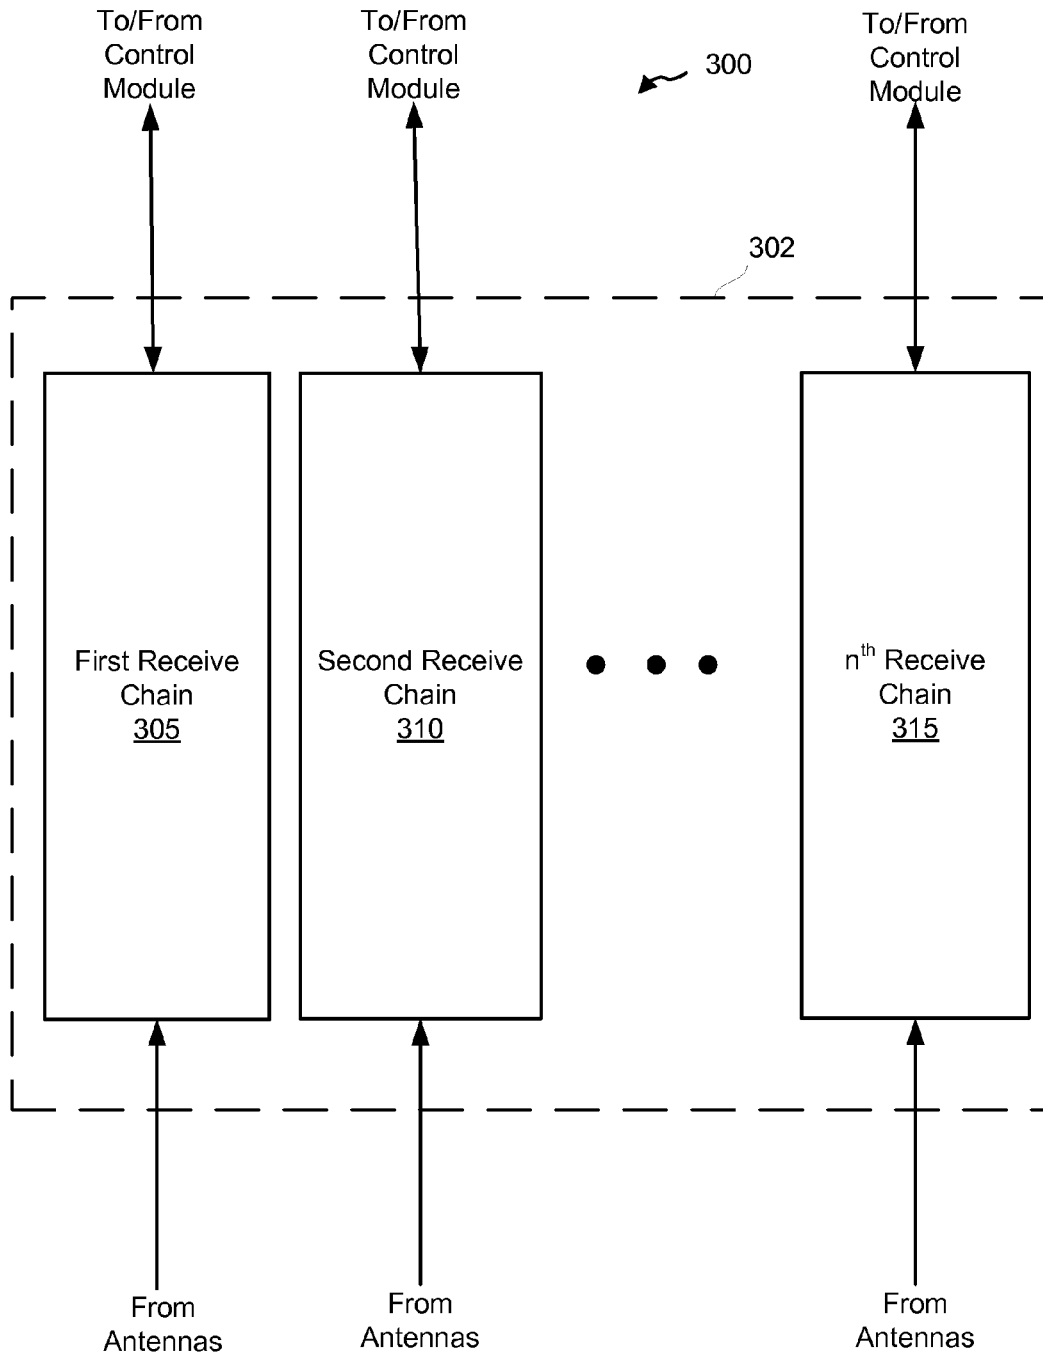 To/From
Control
Module
To/From
Control
Module
To/From
Control
Module
300
302
First Receive
Chain
305
Second Receive
Chain
310
nth Receive
Chain
315
From
Antennas
From
Antennas
From
Antennas